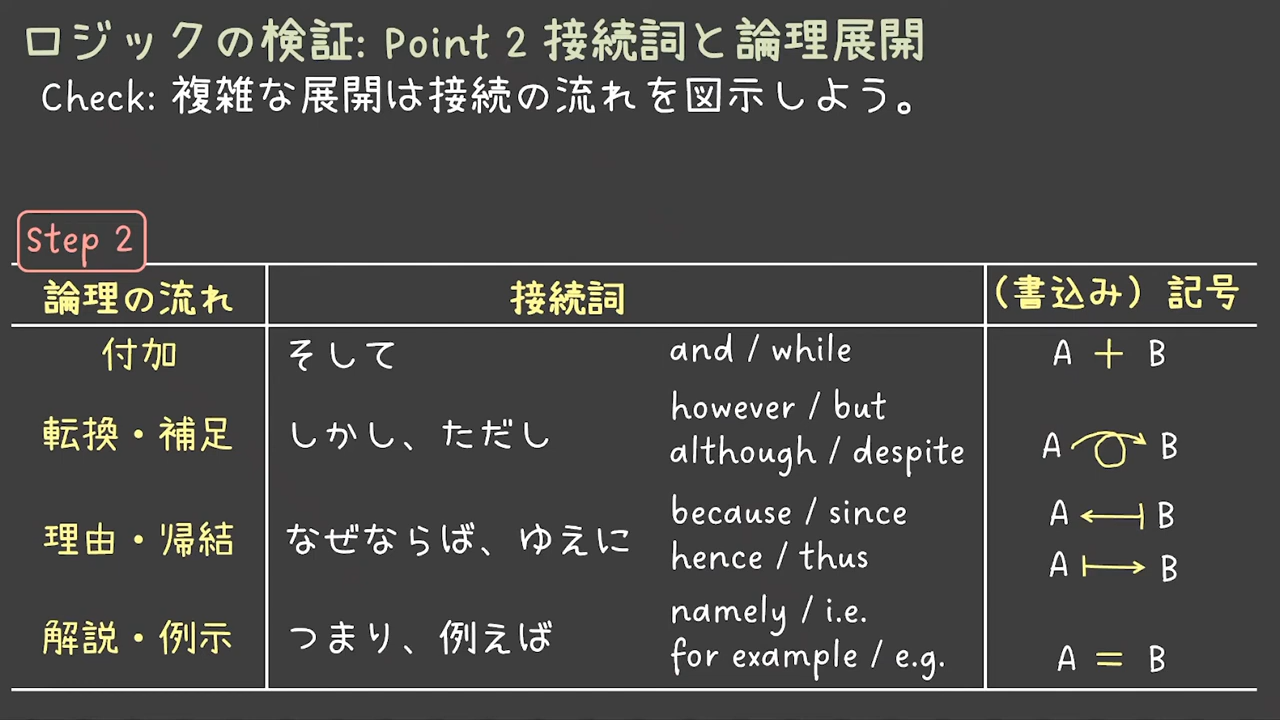 ロジックの検証: Point 2 接続詞と論理展開
Check: 複雑な展開は接続の流れを図示しよう。
Step 2
論理の流れ 接続詞 （書込み）記号
付加 そして and / while A + B
転換・補足 しかし、ただし however / but
although / despite A B
理由・帰結 なぜならば、ゆえに because / since A ← B
hence / thus A ↦ B
解説・例示 つまり、例えば namely / i.e.
for example / e.g. A = B